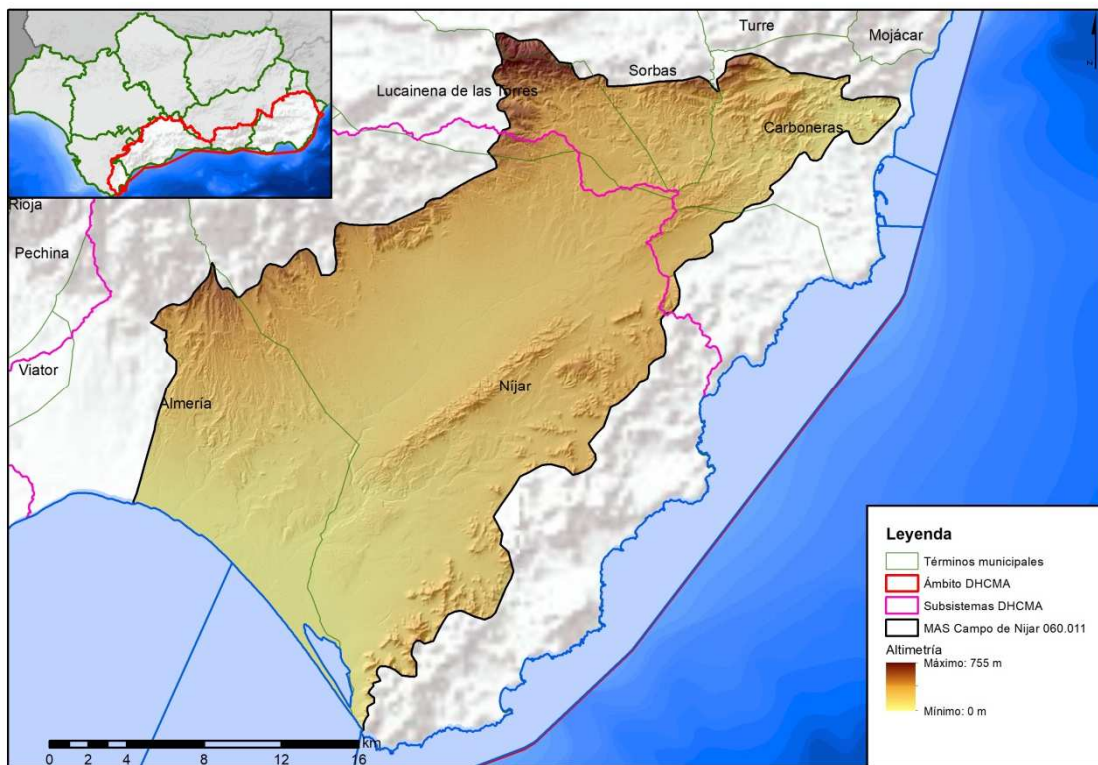 Turre
Mojácar
Sorbas
Lucainena de las Torres
Carboneras
Rioja
Pechina
Viator
Almería
Níjar
Leyenda
Términos municipales
Ámbito DHCMA
Subsistemas DHCMA
MAS Campo de Níjar 060.011
Altimetría
Máximo: 755 m
Mínimo: 0 m
km
0 2 4 8 12 16
z